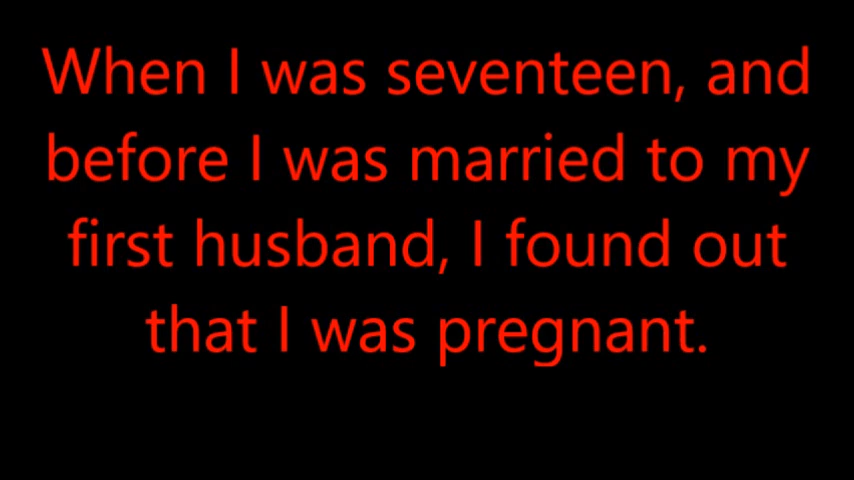 When I was seventeen, and
before I was married to my
first husband, I found out
that I was pregnant.